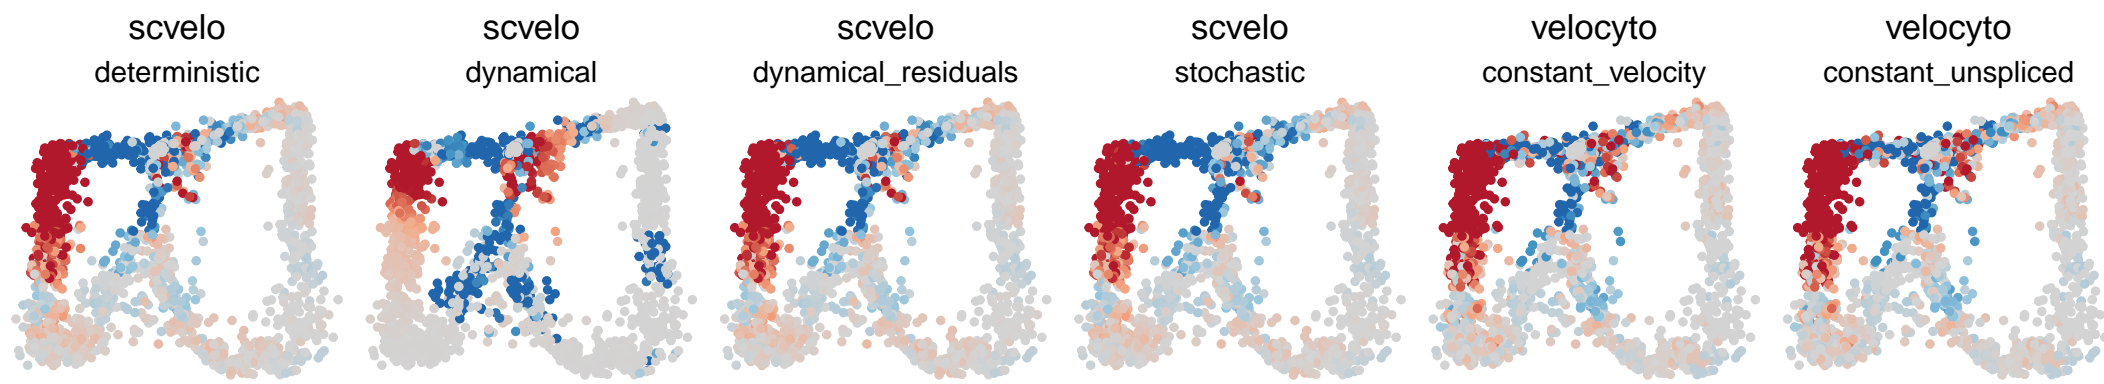 scvelo
deterministic
scvelo
dynamical
scvelo
dynamical_residuals
scvelo
stochastic
velocyto
constant_velocity
velocyto
constant_unspliced